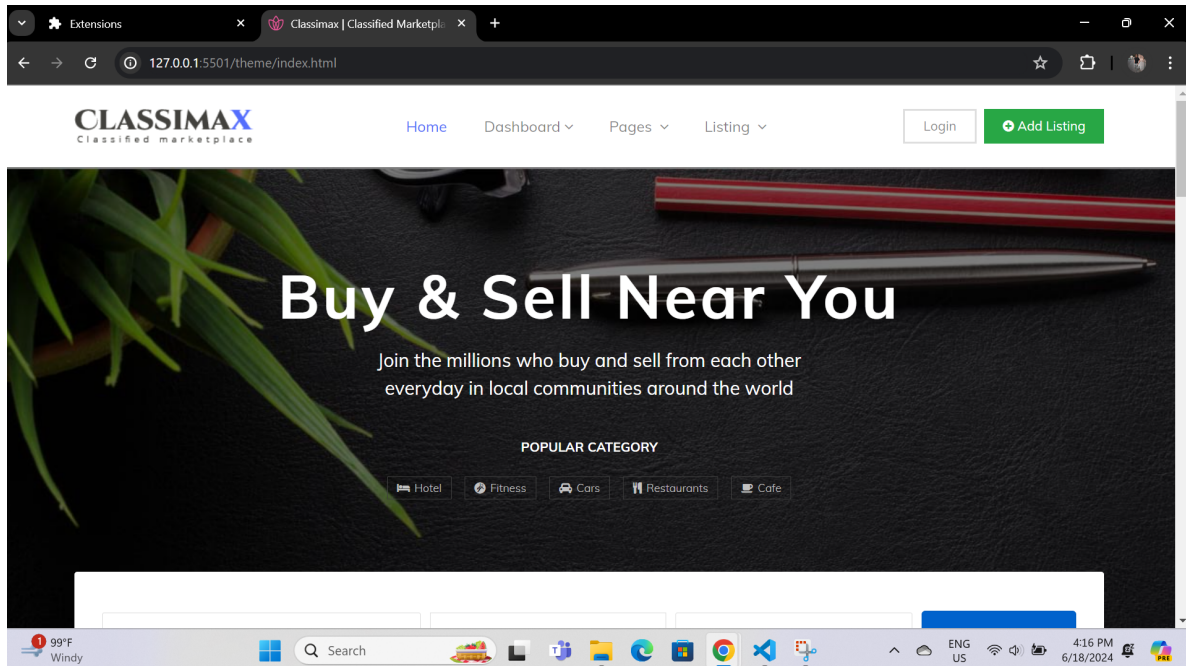 Extensions
Classimax | Classified Marketpla
127.0.0.1:5501/theme/index.html
CLASSIMAX
Classified marketplace
Home
Dashboard
Pages
Listing
Login
Add Listing
Buy & Sell Near You
Join the millions who buy and sell from each other
everyday in local communities around the world
POPULAR CATEGORY
Hotel
Fitness
Cars
Restaurants
Cafe
1
99°F
Windy
Search
ENG
US
4:16 PM
6/18/2024
PRE